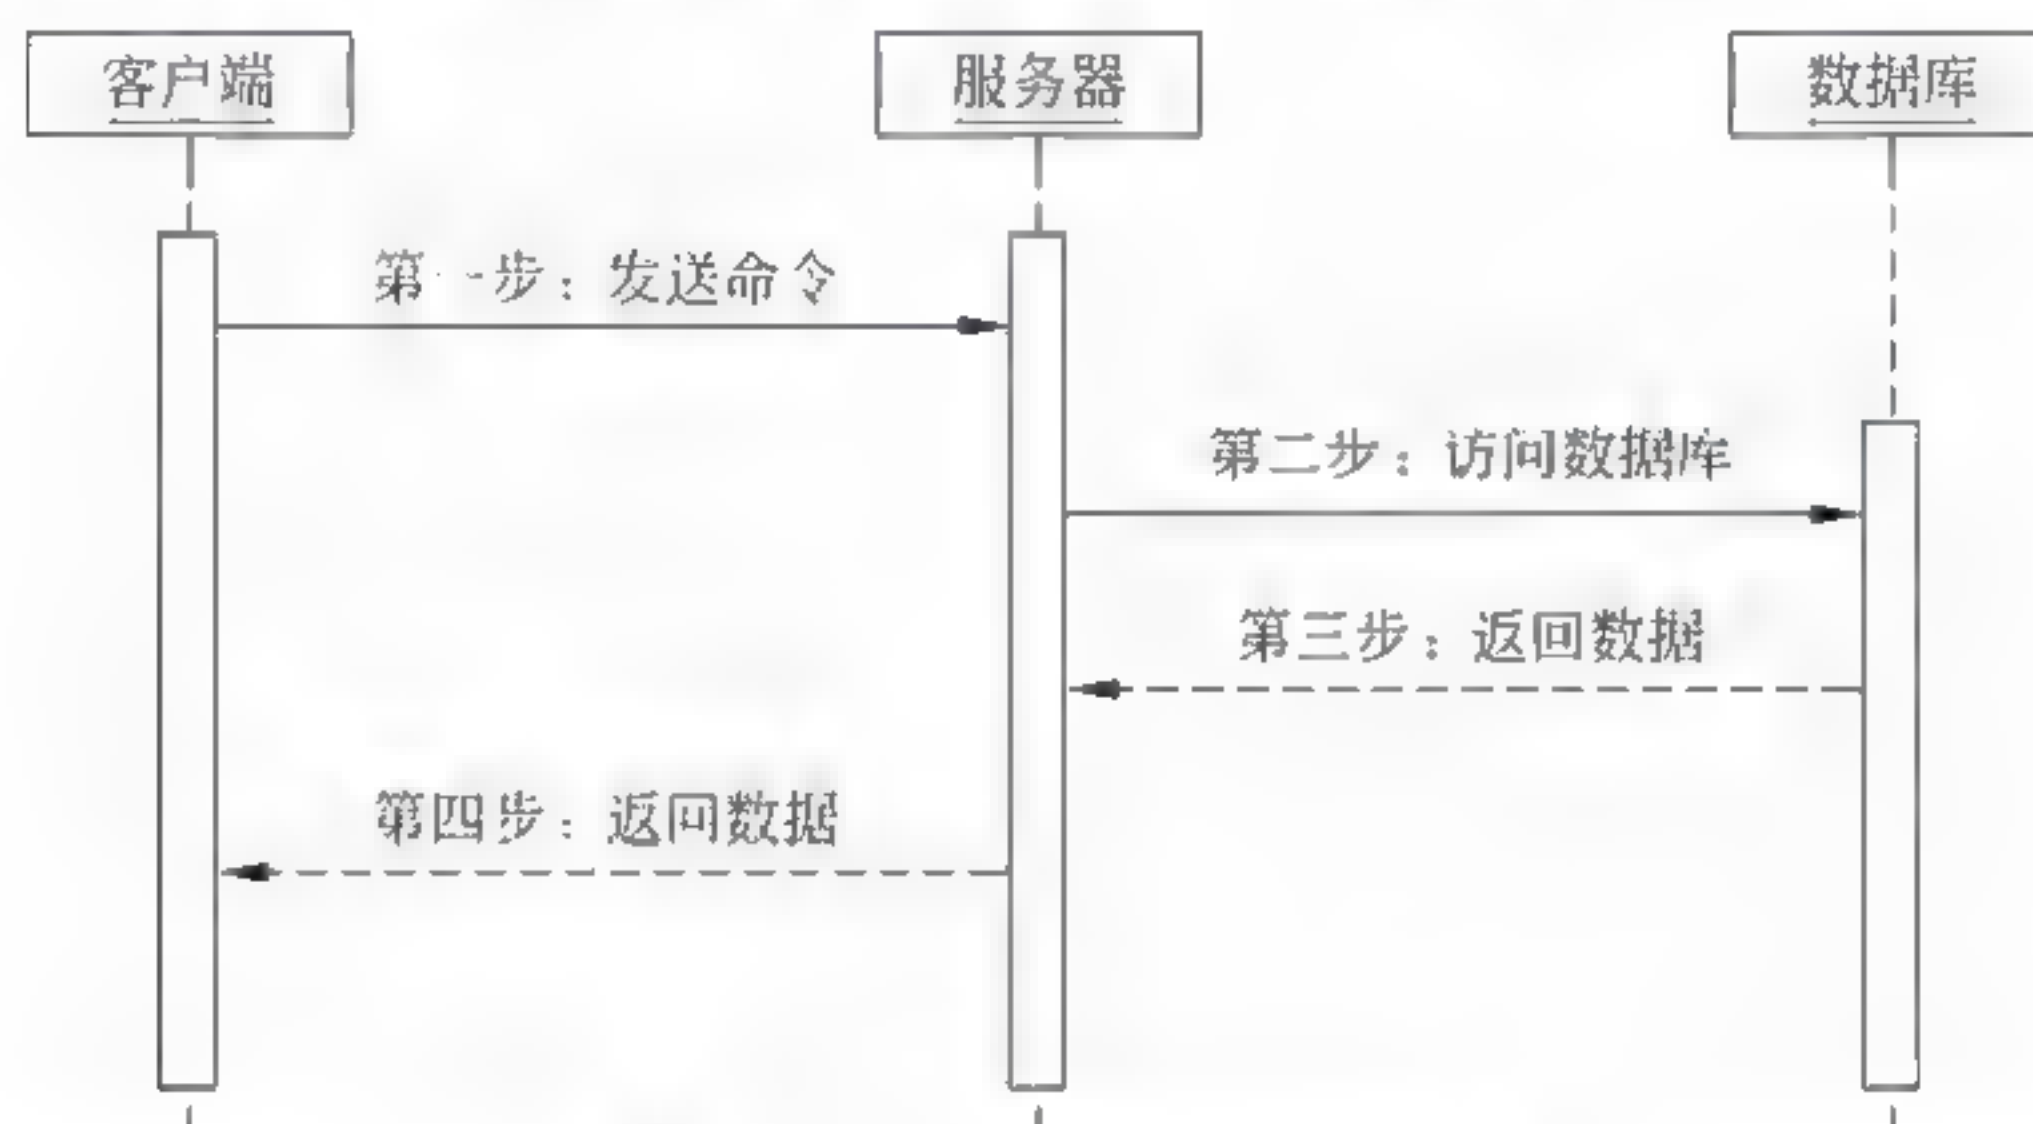 客户端
服务器
数据库
第一步：发送命令
第二步：访问数据库
第三步：返回数据
第四步：返回数据